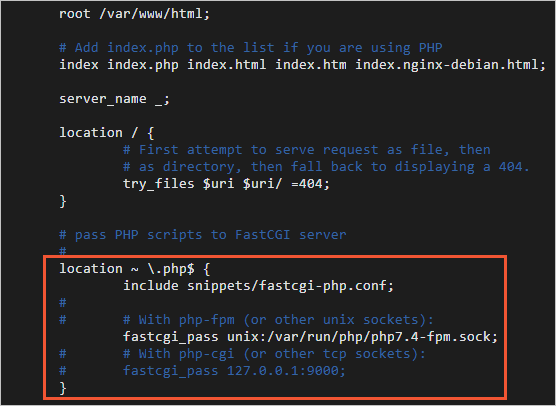 root /var/www/html;
# Add index.php to the list if you are using PHP
index index.php index.html index.htm index.nginx-debian.html;
server_name _;
location / {
# First attempt to serve request as file, then
# as directory, then fall back to displaying a 404.
try_files $uri $uri/ =404;
}
# pass PHP scripts to FastCGI server
#
location ~ \.php$ {
include snippets/fastcgi-php.conf;
#
# # With php-fpm (or other unix sockets):
fastcgi_pass unix:/var/run/php/php7.4-fpm.sock;
# # With php-cgi (or other tcp sockets):
# fastcgi_pass 127.0.0.1:9000;
}